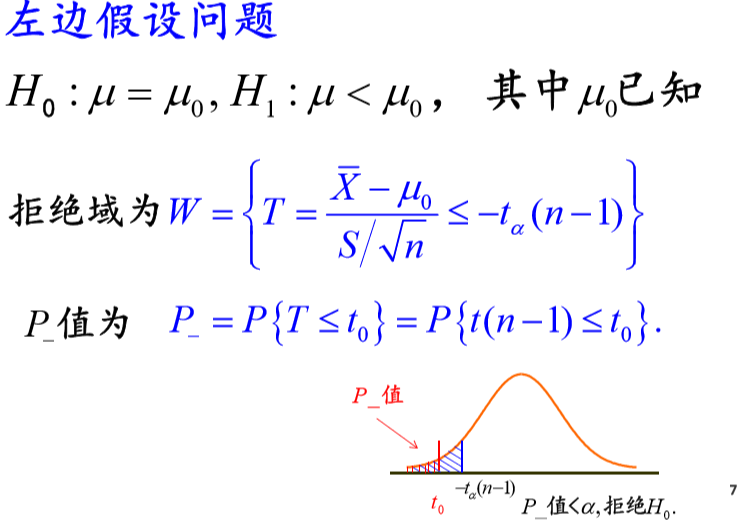 左边假设问题
H₀ : μ = μ₀, H₁ : μ < μ₀， 其中μ₀已知
拒绝域为 W = { T = (X̄ − μ₀) / (S/√n) ≤ −t_α(n−1) }
P_值为 P_ = P{T ≤ t₀} = P{t(n−1) ≤ t₀}.
P_值
−t_α(n−1)
t₀
P_值<α,拒绝H₀.
7